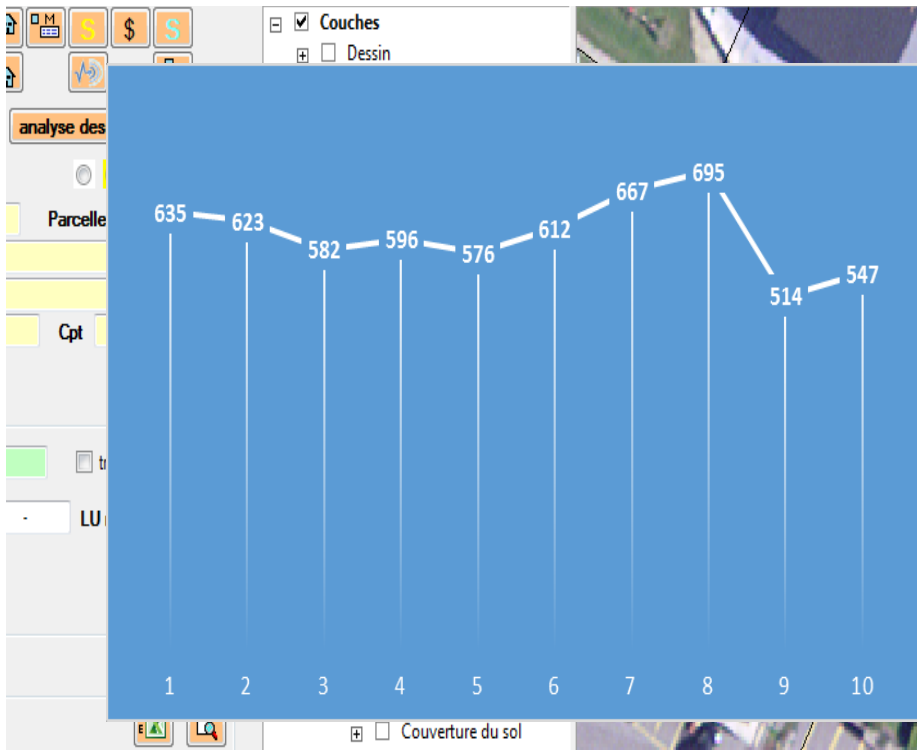 M
S
$
S
Couches
Dessin
analyse des
Parcelle
Cpt
-
LU
635
623
582
596
576
612
667
695
514
547
1 2 3 4 5 6 7 8 9 10
E
Couverture du sol